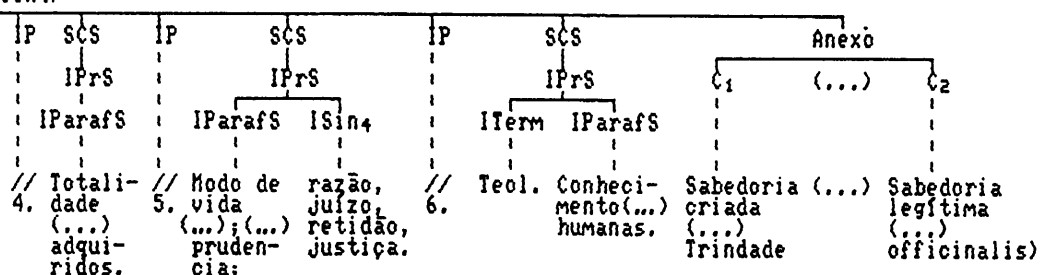 IP SCS IP SCS IP SCS Anexo
IPrS IPrS IPrS C1 (...) C2
IParafS IParafS ISin4 ITerm IParafS
// Totali- // Modo de razão, // Teol. Conheci- Sabedoria (...) Sabedoria
4. dade 5. vida juízo, 6. mento(...) criada legítima
(...) (...);(...) retidão, humanas. (...) (...)
adqui- pruden- justiça. Trindade officinalis)
ridos. cia;